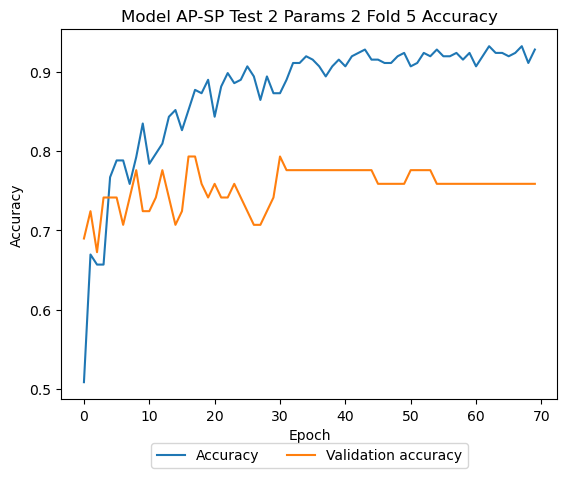 Model AP-SP Test 2 Params 2 Fold 5 Accuracy
0.9
0.8
0.7
0.6
0.5
Accuracy
0 10 20 30 40 50 60 70
Epoch
Accuracy Validation accuracy